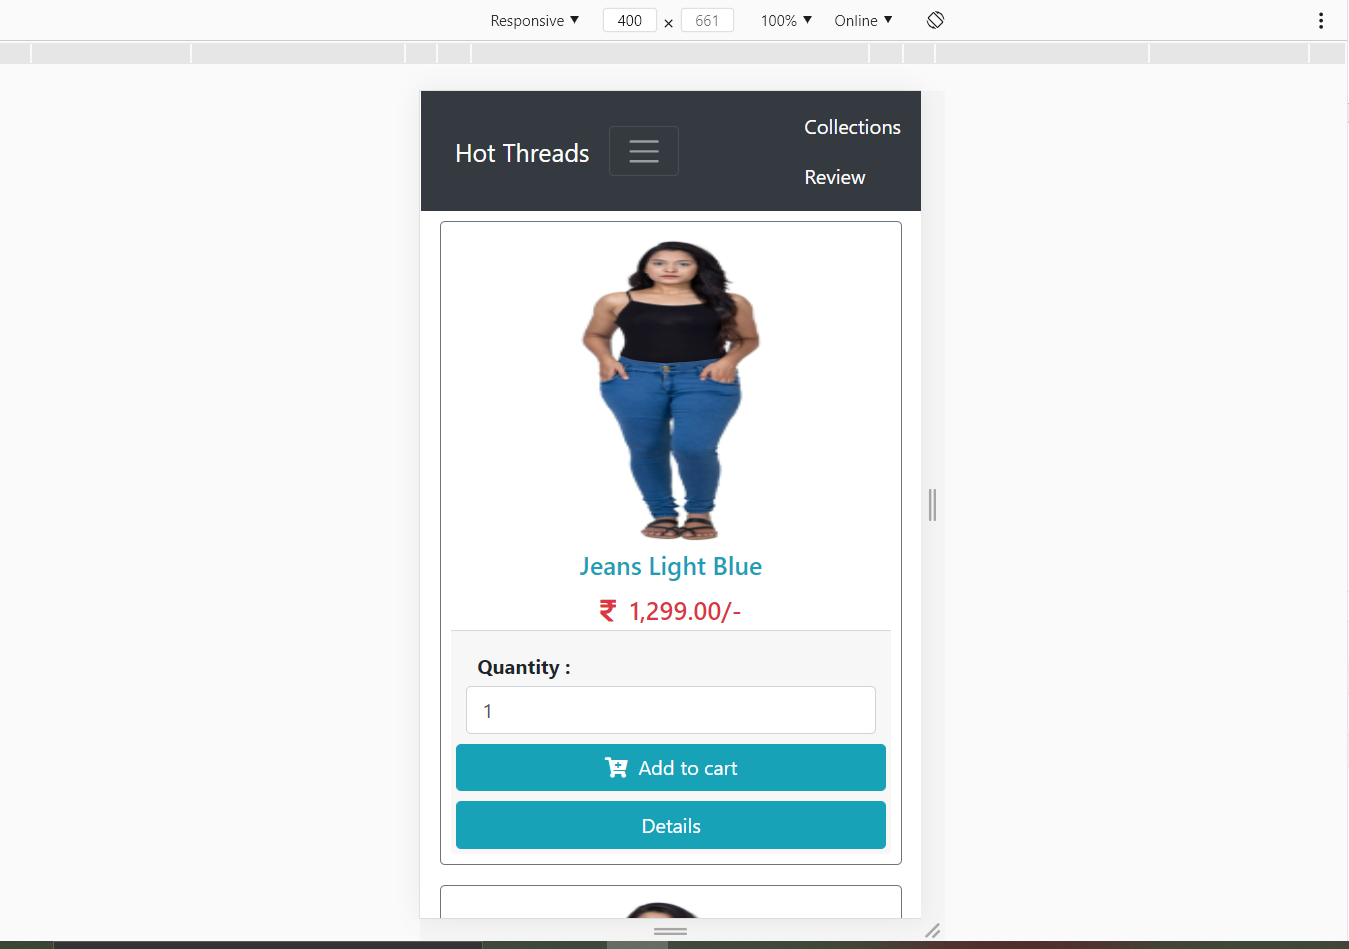 Responsive ▼ 400 × 661 100% ▼ Online ▼
Hot Threads
Collections
Review
Jeans Light Blue
₹ 1,299.00/-
Quantity :
1
Add to cart
Details